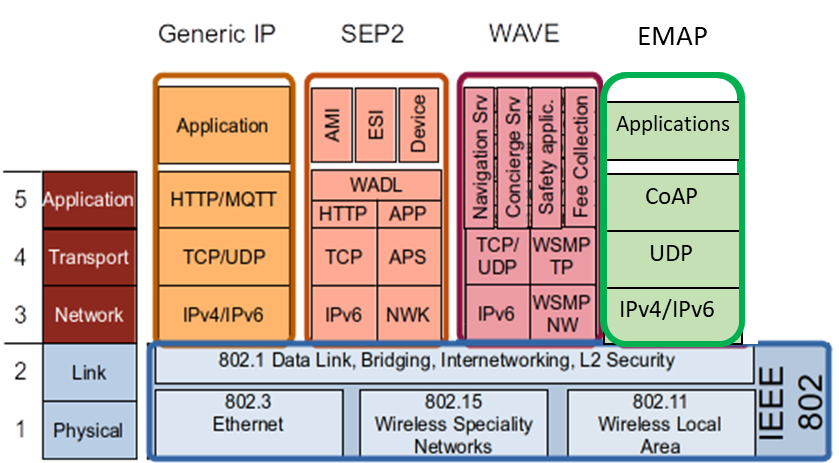 Generic IP
SEP2
WAVE
EMAP
Application
AMI
ESI
Device
Navigation Srv
Concierge Srv
Safety applic.
Fee Collection
Applications
5
Application
HTTP/MQTT
WADL
HTTP
APP
CoAP
4
Transport
TCP/UDP
TCP
APS
TCP/
UDP
WSMP
TP
UDP
3
Network
IPv4/IPv6
IPv6
NWK
IPv6
WSMP
NW
IPv4/IPv6
2
Link
802.1 Data Link, Bridging, Internetworking, L2 Security
1
Physical
802.3
Ethernet
802.15
Wireless Speciality
Networks
802.11
Wireless Local
Area
IEEE
802